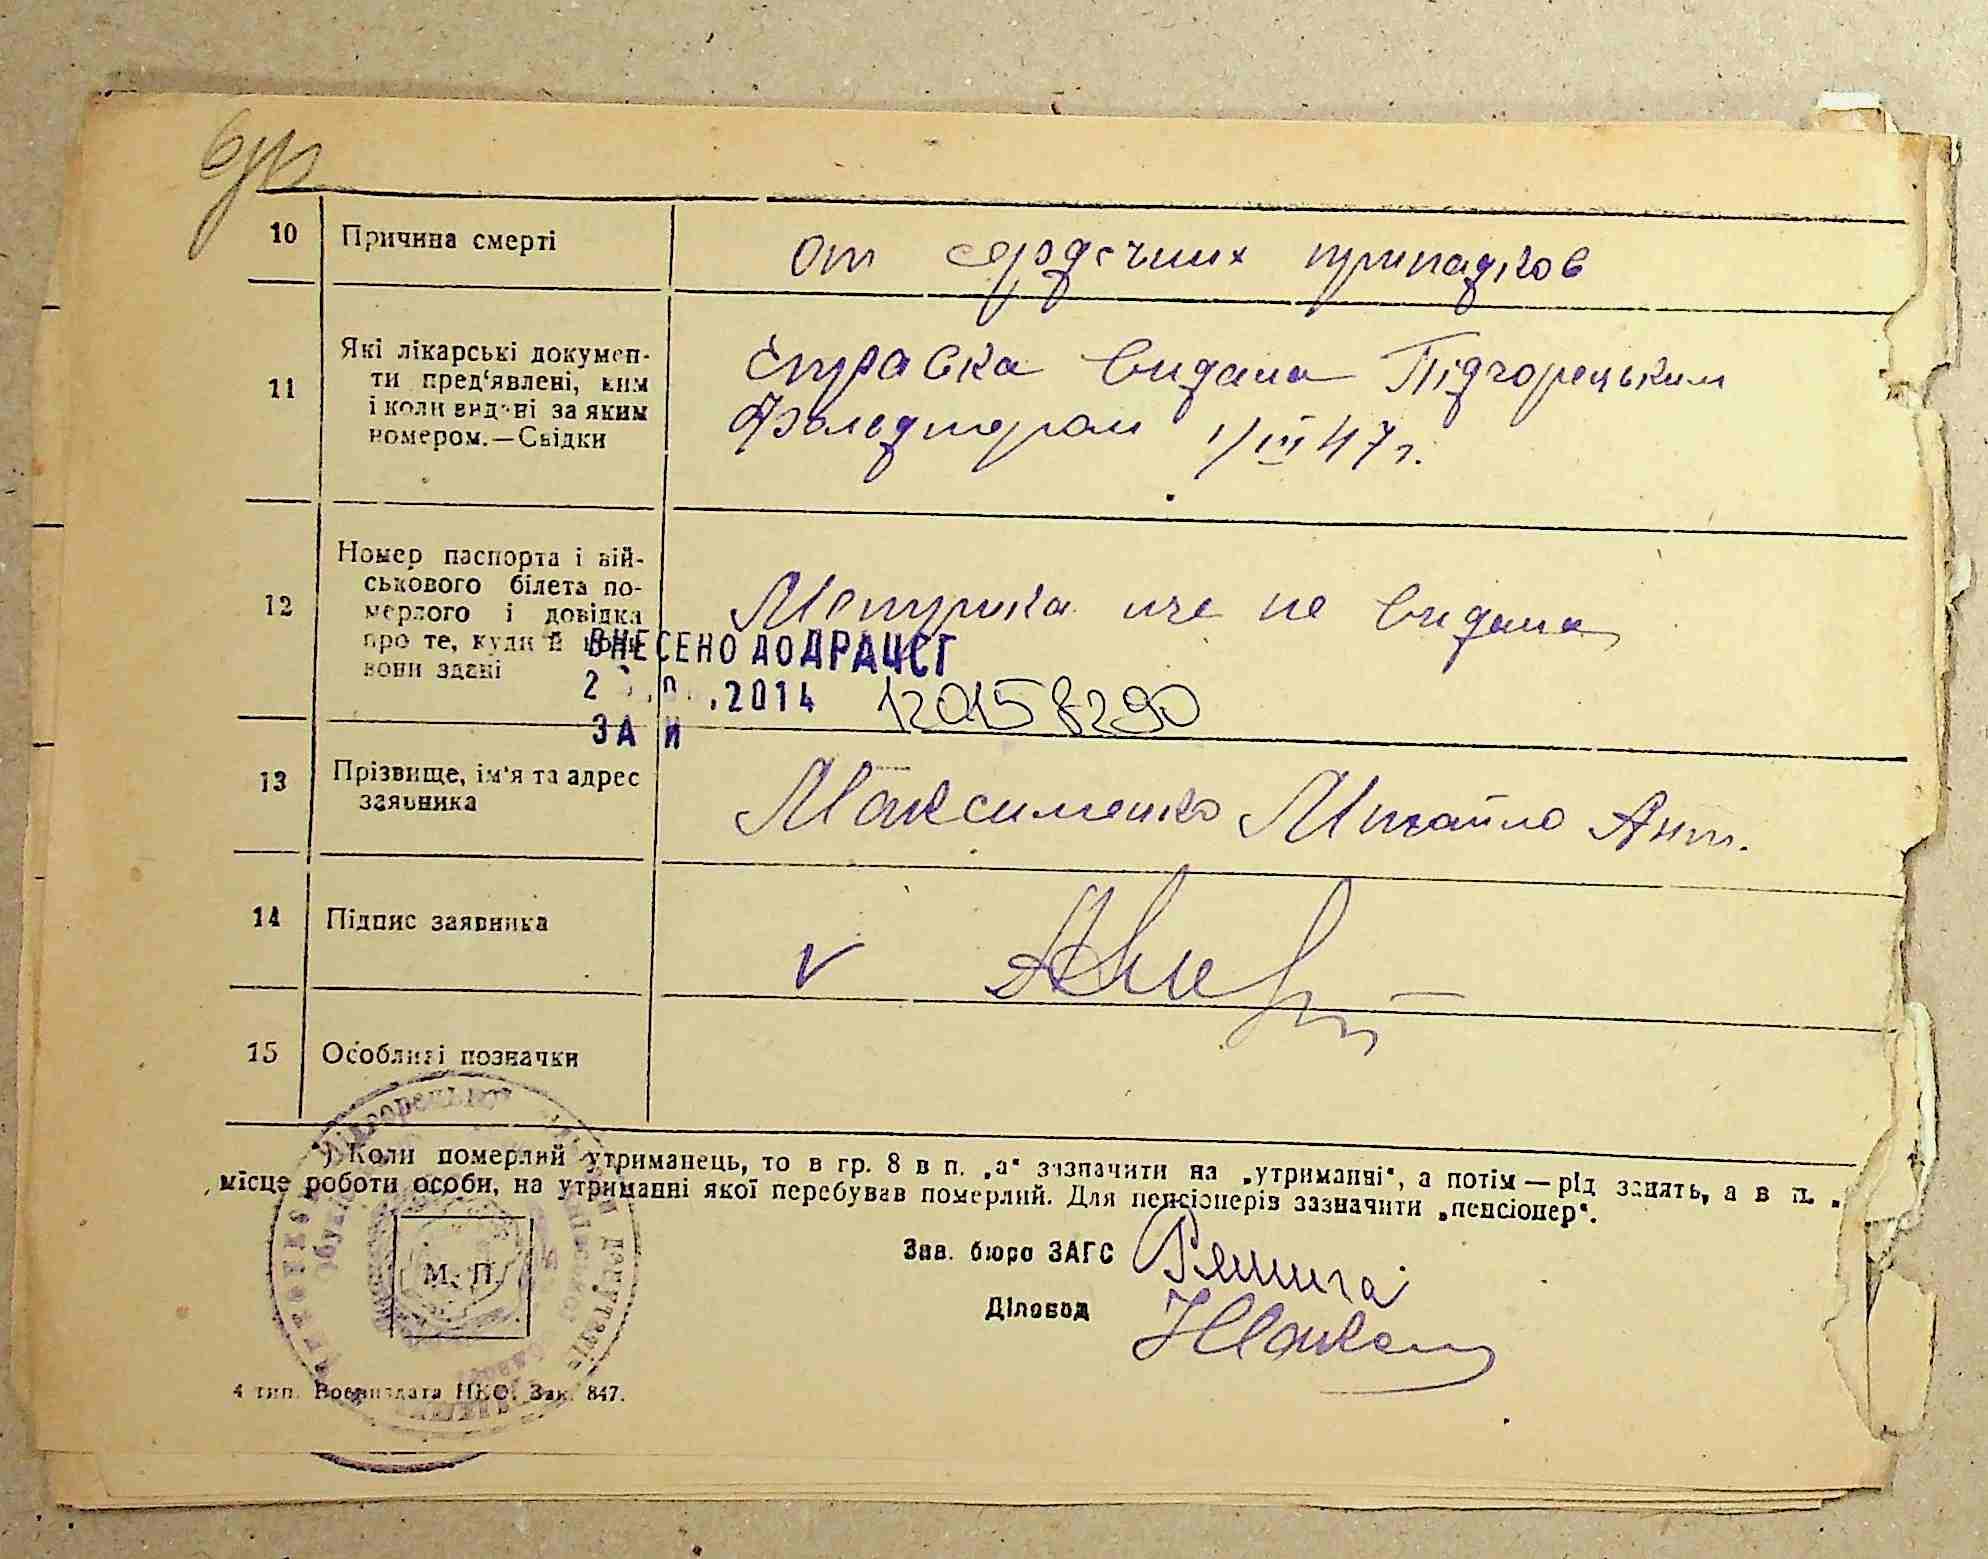 10 Причина смерті
от сердечних припадков
11 Які лікарські докумен-
ти пред'явлені, ким
і коли видані за яким
номером.—Свідки
Справка видана Підгорецьким
Фельдшером 1/III 47 г.
12 Номер паспорта і вій-
ськового білета по-
мерлого і довідка
про те, куди й коли
вони здані
Метрика ще не видана
ВНЕСЕНО ДО ДРАЦСГ
.2014 120158290
ЗА И
13 Прізвище, ім'я та адрес
заявника
Максименко Михайло Ант.
14 Підпис заявника
V
15 Особливі позначки
*) Коли померлий утриманець, то в гр. 8 в п. „а“ зазначити на „утриманні“, а потім — рід занять, а в п. „
місце роботи особи, на утриманні якої перебував померлий. Для пенсіонерів зазначити „пенсіонер“.
Зав. бюро ЗАГС
М. П.
Діловод
4 тип. Воениздата НКО. Зак. 847.